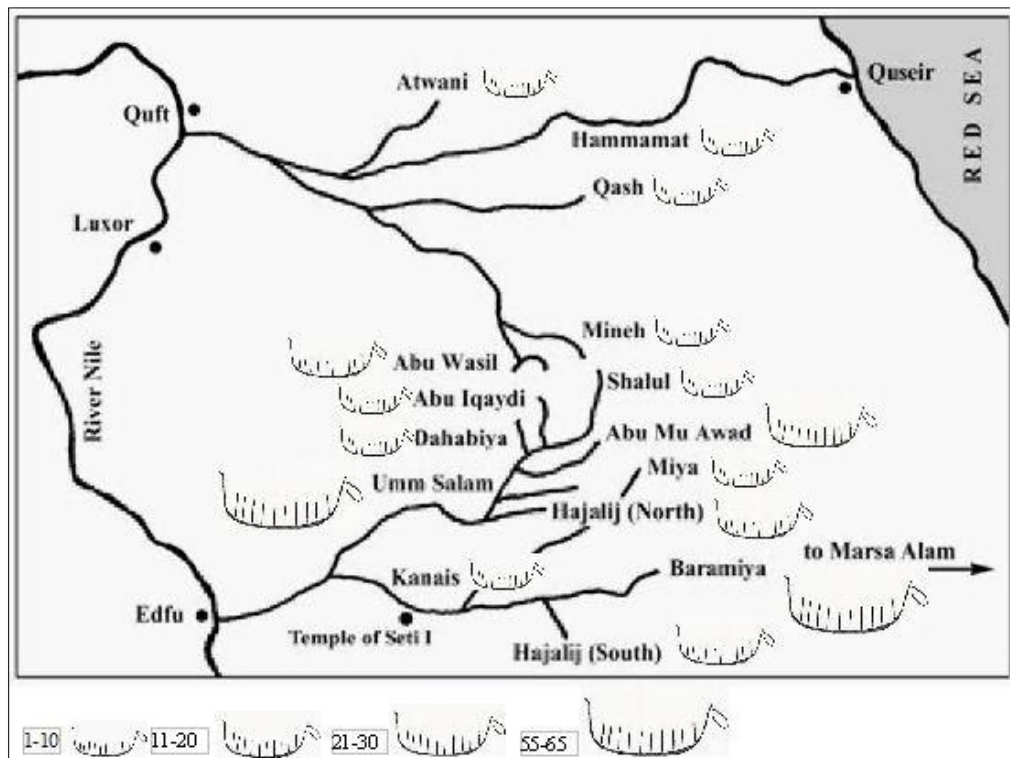 Atwani
Quseir
RED SEA
Quft
Hammamat
Qash
Luxor
Mineh
Abu Wasil
Shalul
Abu Iqaydi
River Nile
Dahabiya
Abu Mu Awad
Miya
Umm Salam
Hajalij (North)
to Marsa Alam
Kanais
Baramiya
Edfu
Temple of Seti I
Hajalij (South)
1-10
11-20
21-30
55-65